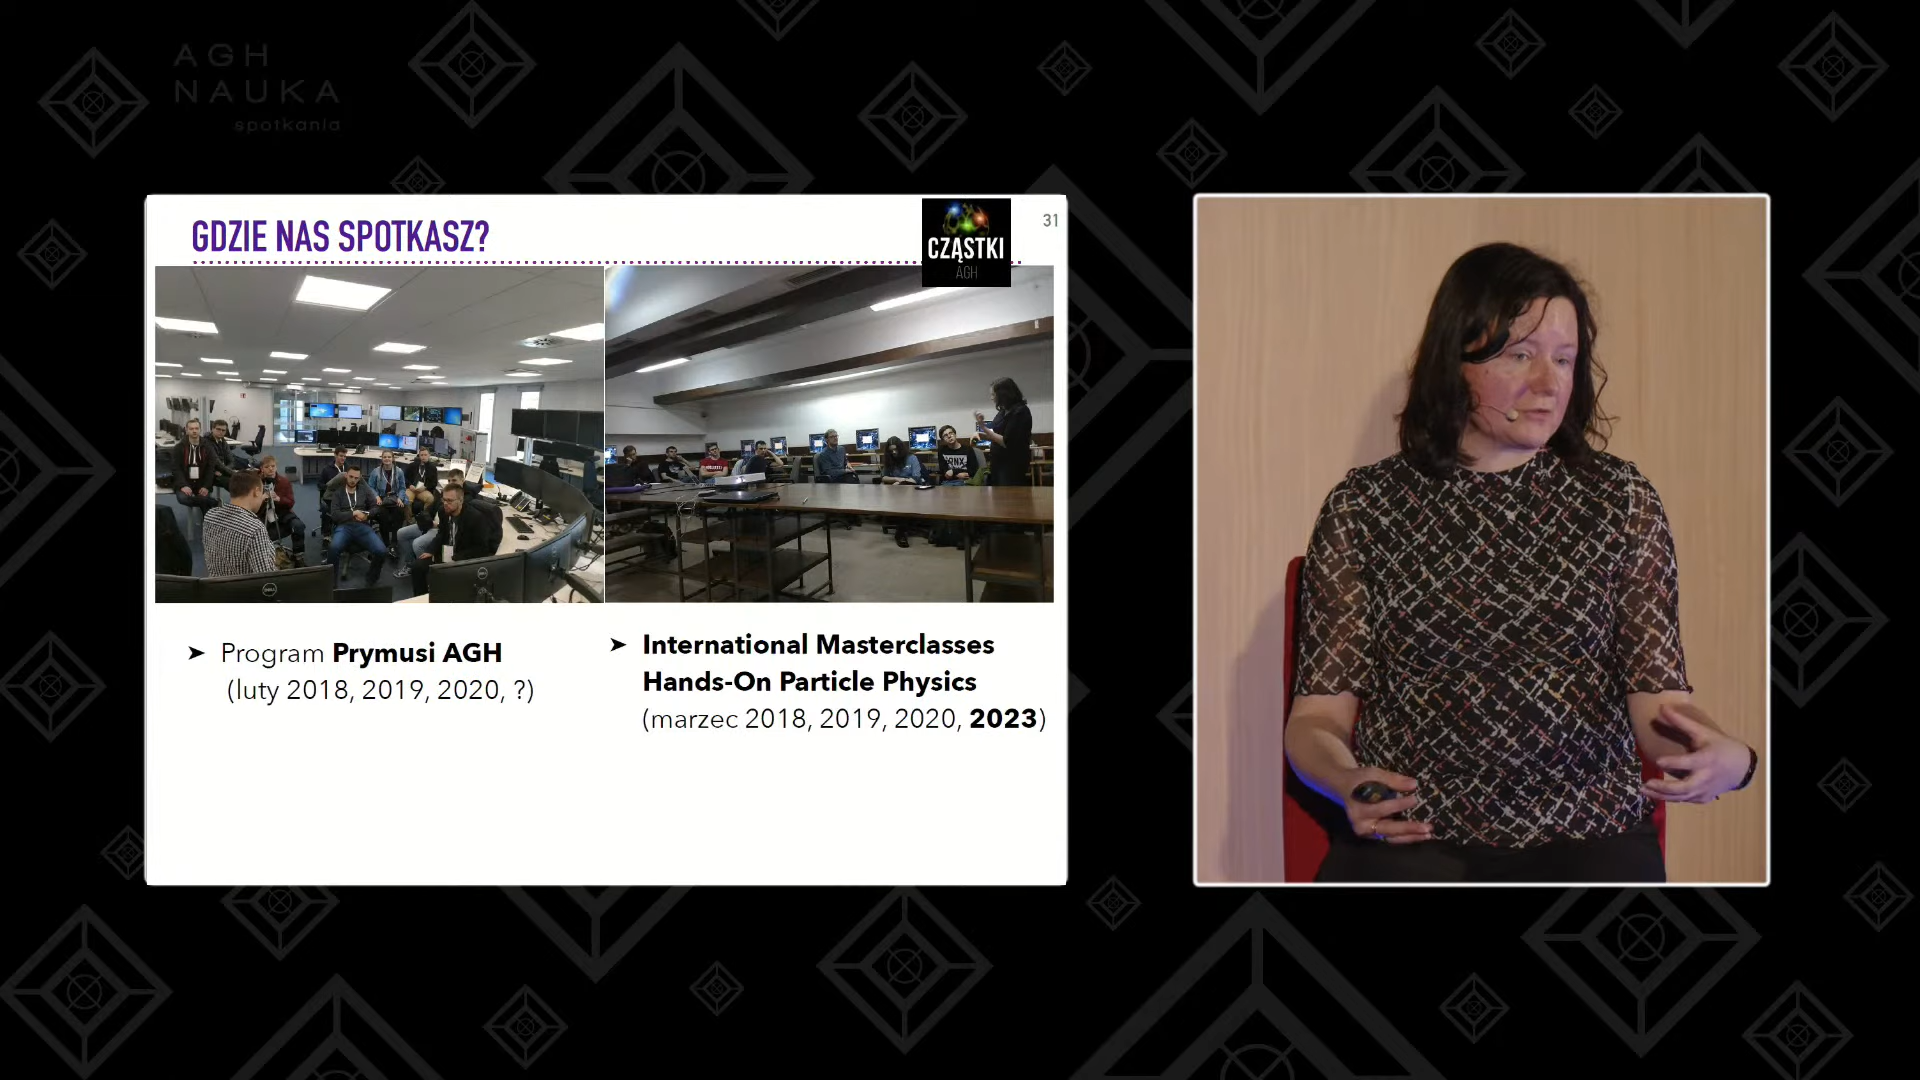 AGH
NAUKA
spotkania
GDZIE NAS SPOTKASZ?
CZĄSTKI
AGH
31
➤ Program Prymusi AGH
(luty 2018, 2019, 2020, ?)
➤ International Masterclasses
Hands-On Particle Physics
(marzec 2018, 2019, 2020, 2023)